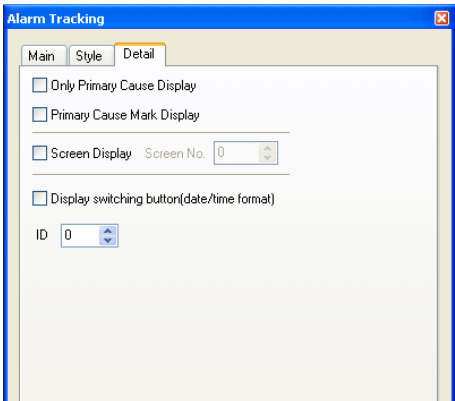 Alarm Tracking
Main Style Detail
Only Primary Cause Display
Primary Cause Mark Display
Screen Display Screen No. 0
Display switching button(date/time format)
ID 0